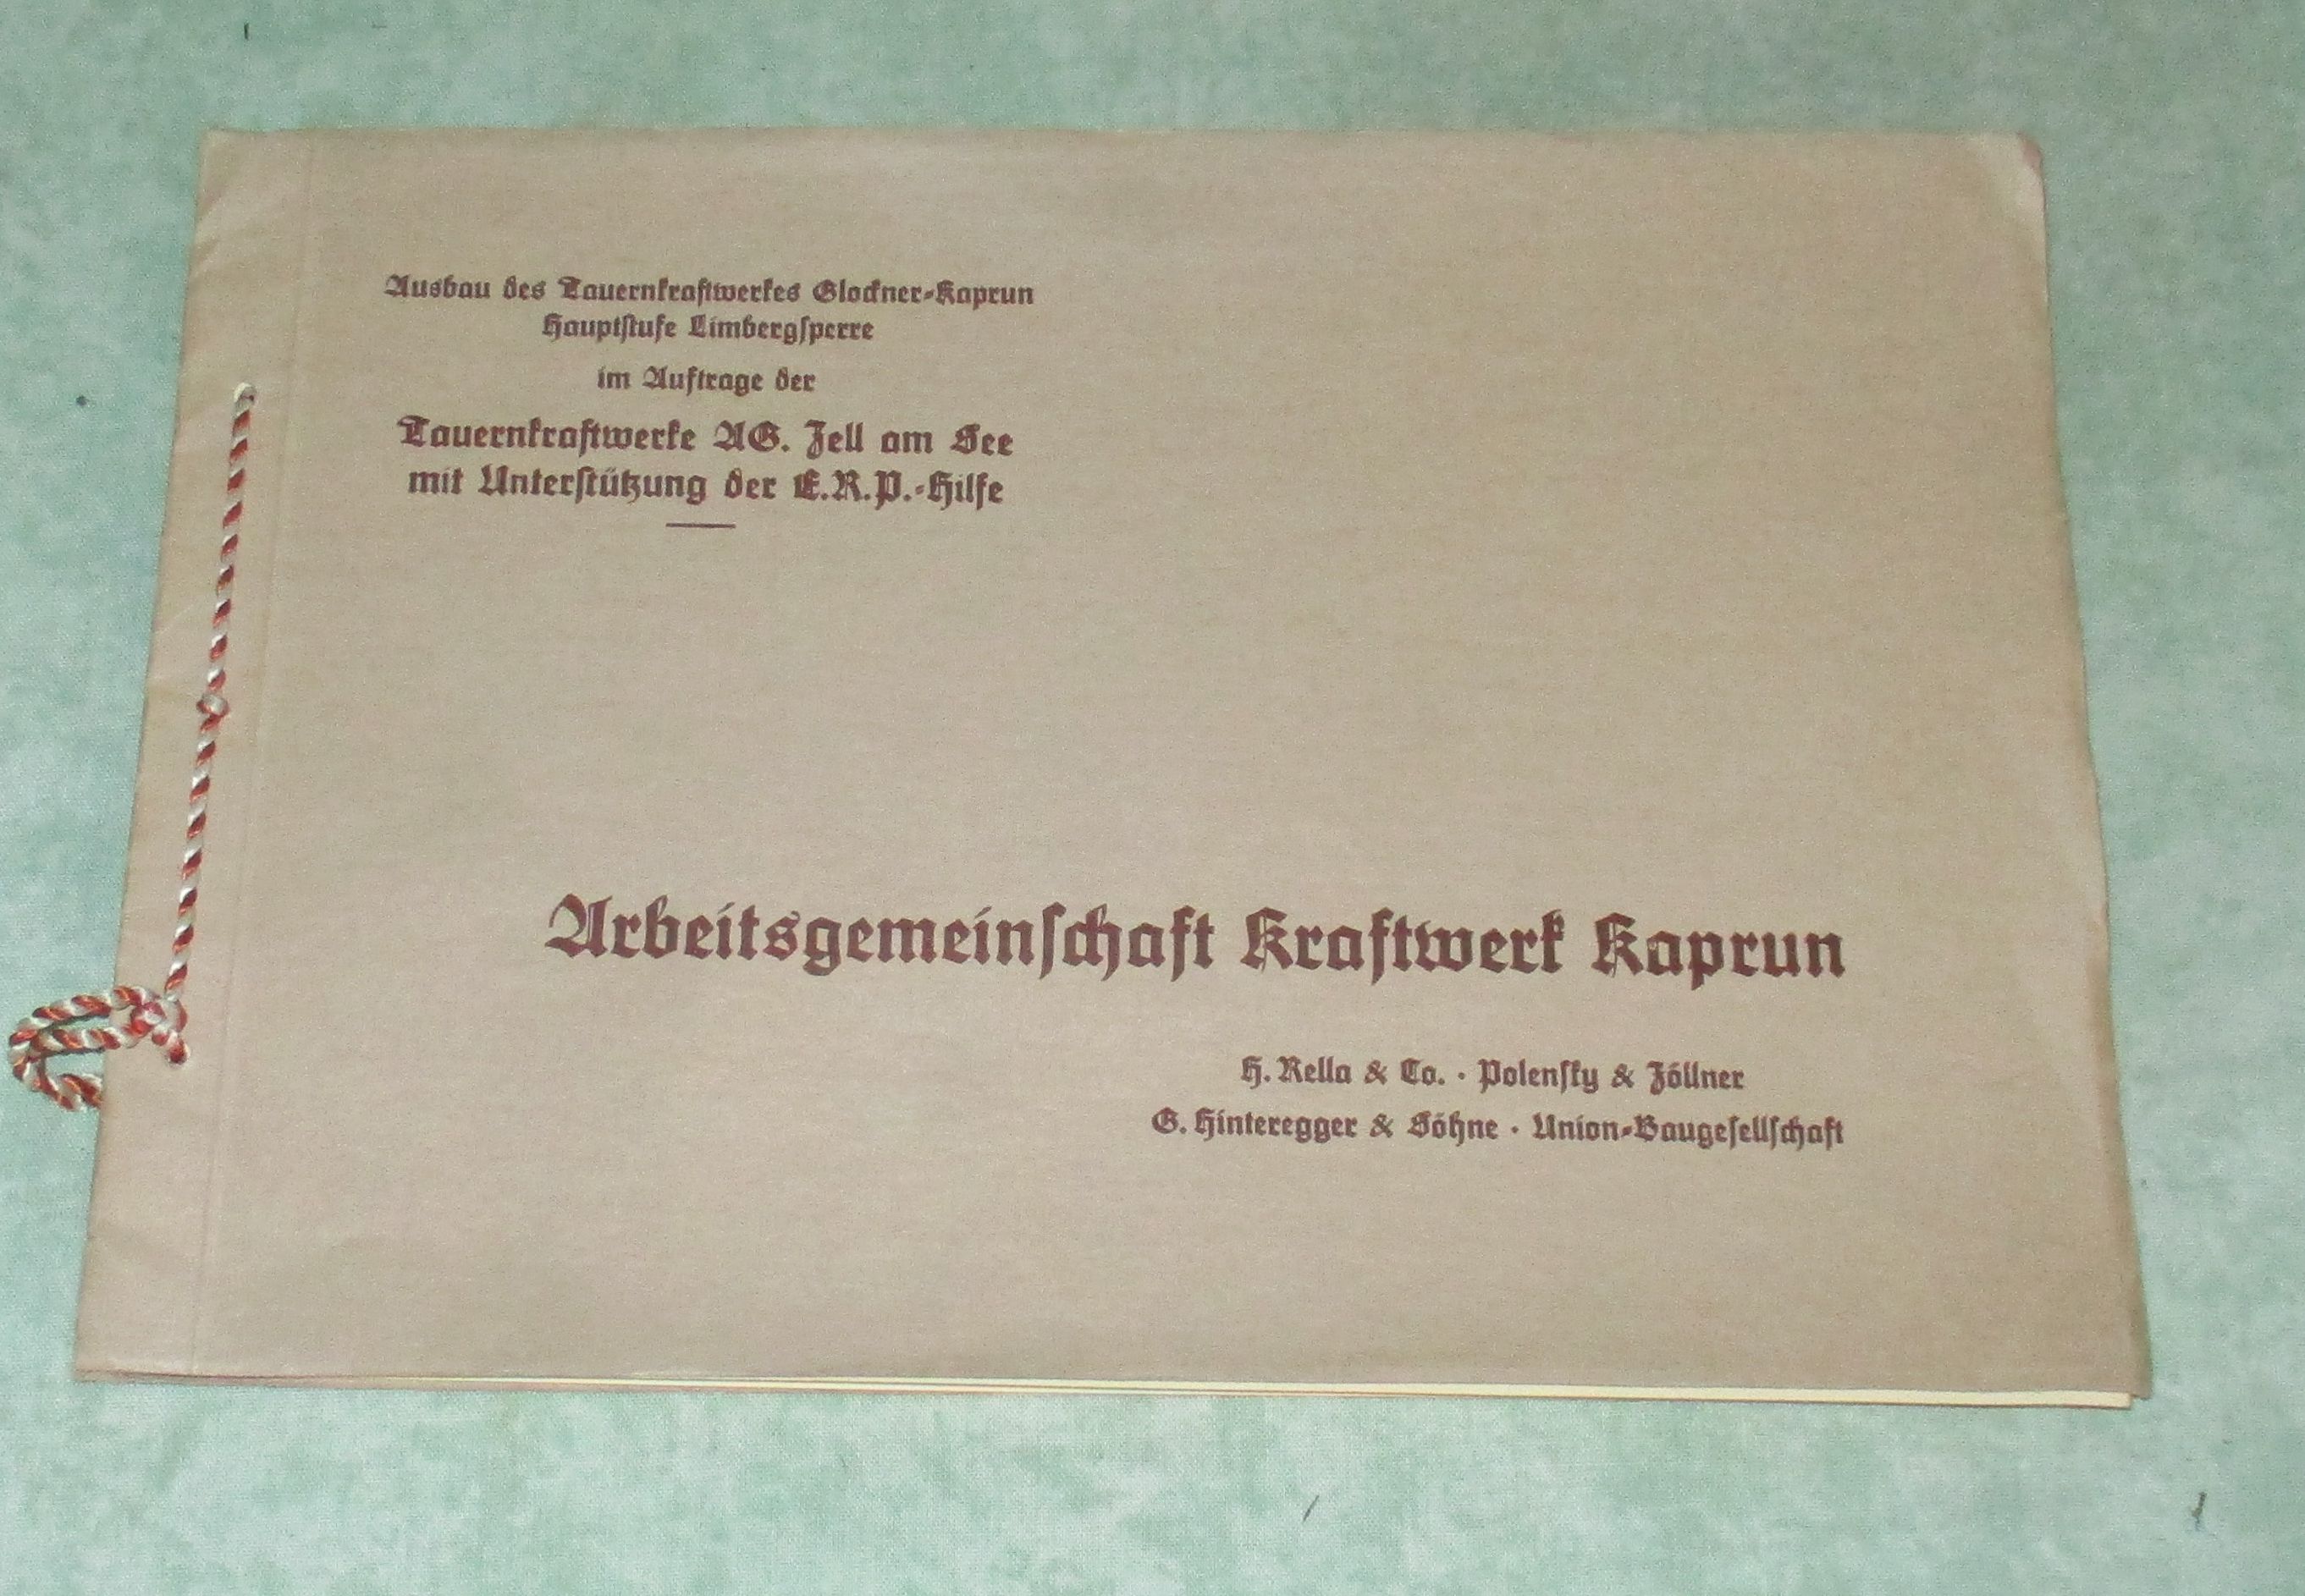 Ausbau des Tauernkraftwerkes Glockner-Kaprun
Hauptstufe Limbergsperre
im Auftrage der
Tauernkraftwerke AG. Zell am See
mit Unterstützung der E.R.P.-Hilfe
Arbeitsgemeinschaft Kraftwerk Kaprun
H. Rella & Co. · Polensky & Zöllner
G. Hinteregger & Söhne · Union-Baugesellschaft